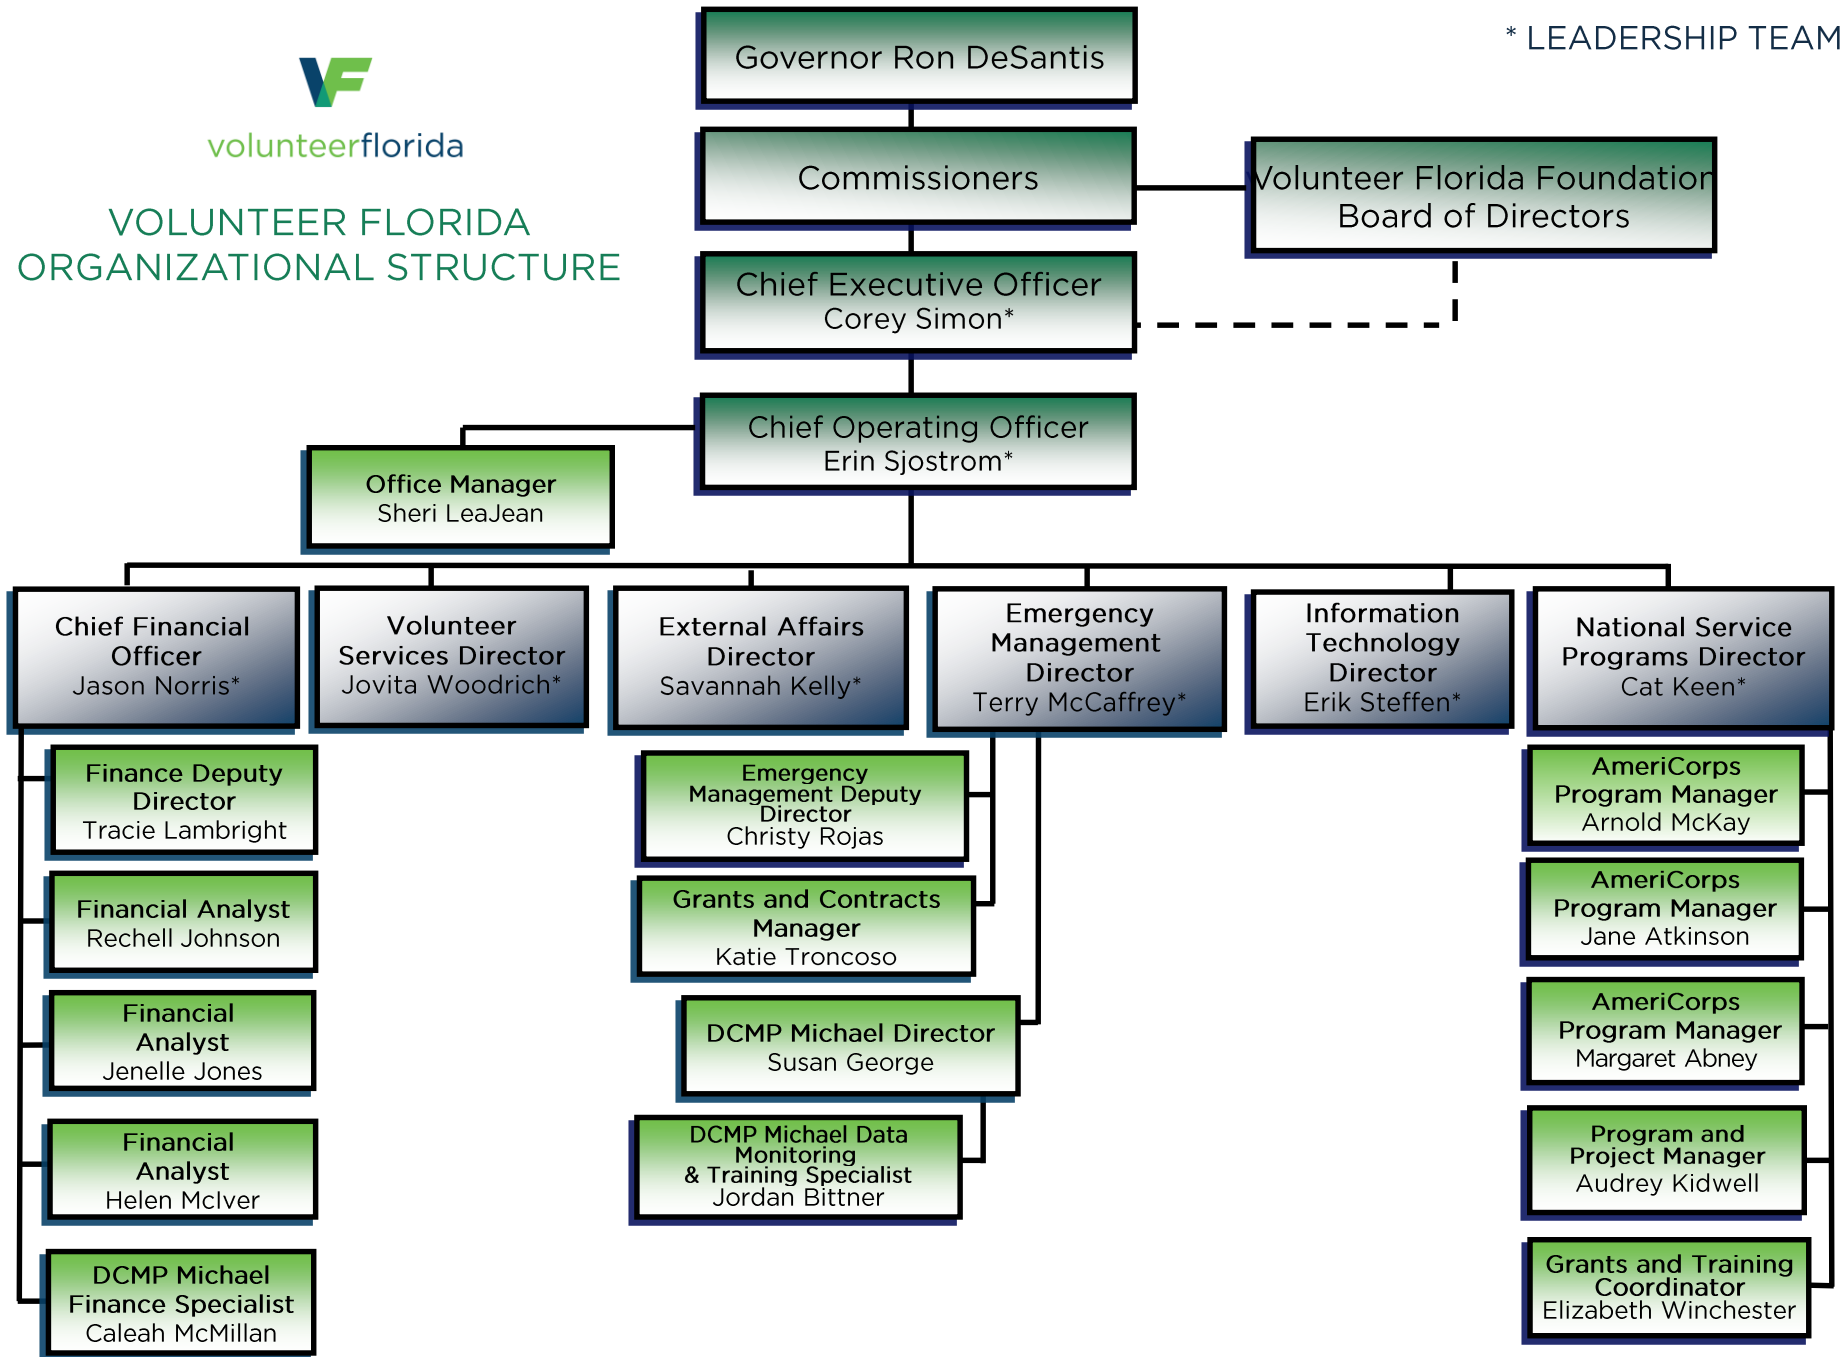 * LEADERSHIP TEAM
VF
volunteerflorida
VOLUNTEER FLORIDA
ORGANIZATIONAL STRUCTURE
Governor Ron DeSantis
Commissioners
Volunteer Florida Foundation
Board of Directors
Chief Executive Officer
Corey Simon*
Chief Operating Officer
Erin Sjostrom*
Office Manager
Sheri LeaJean
Chief Financial
Officer
Jason Norris*
Volunteer
Services Director
Jovita Woodrich*
External Affairs
Director
Savannah Kelly*
Emergency
Management
Director
Terry McCaffrey*
Information
Technology
Director
Erik Steffen*
National Service
Programs Director
Cat Keen*
Finance Deputy
Director
Tracie Lambright
Financial Analyst
Rechell Johnson
Financial
Analyst
Jenelle Jones
Financial
Analyst
Helen McIver
DCMP Michael
Finance Specialist
Caleah McMillan
Emergency
Management Deputy
Director
Christy Rojas
Grants and Contracts
Manager
Katie Troncoso
DCMP Michael Director
Susan George
DCMP Michael Data
Monitoring
& Training Specialist
Jordan Bittner
AmeriCorps
Program Manager
Arnold McKay
AmeriCorps
Program Manager
Jane Atkinson
AmeriCorps
Program Manager
Margaret Abney
Program and
Project Manager
Audrey Kidwell
Grants and Training
Coordinator
Elizabeth Winchester